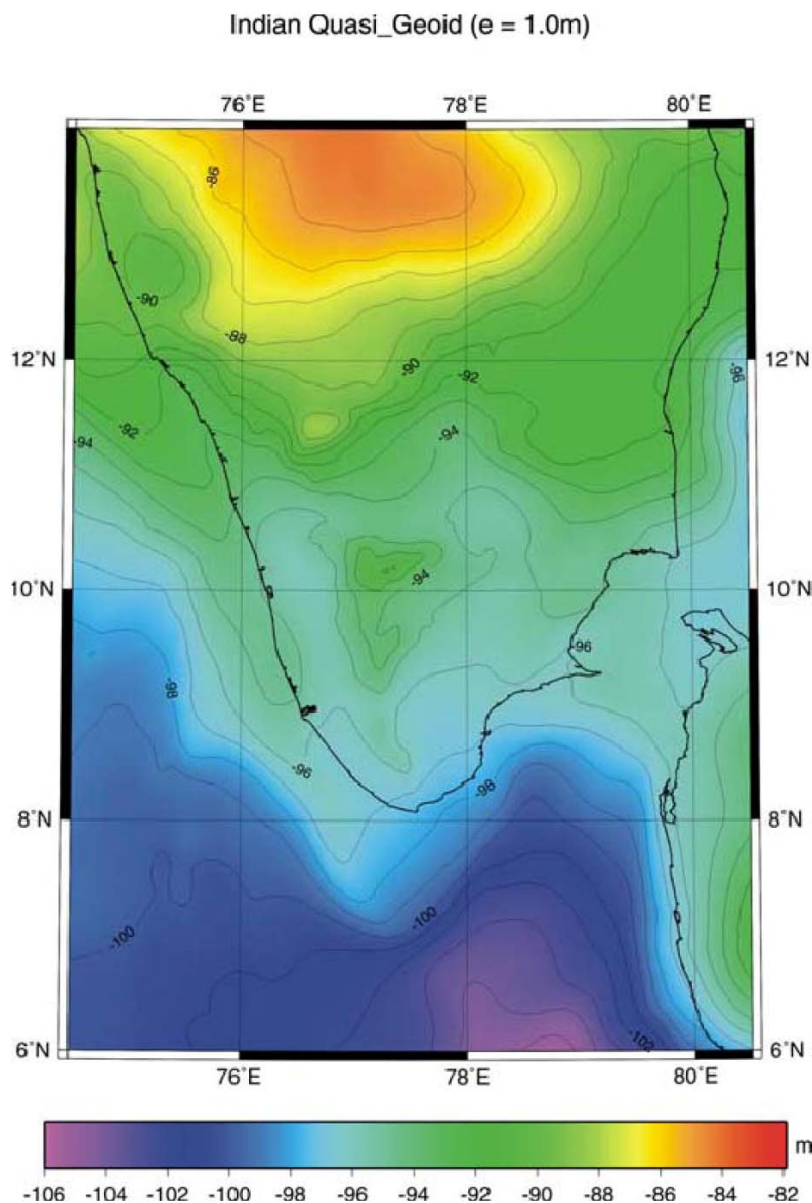 Indian Quasi_Geoid (e = 1.0m)
76˚E 78˚E 80˚E
-86
-90
-88
12˚N 12˚N
-90
-92
-96
-92
-94
-94
10˚N 10˚N
-94
-96
-98
-96
-98
8˚N 8˚N
-100
-100
-102
6˚N 6˚N
76˚E 78˚E 80˚E
m
-106 -104 -102 -100 -98 -96 -94 -92 -90 -88 -86 -84 -82